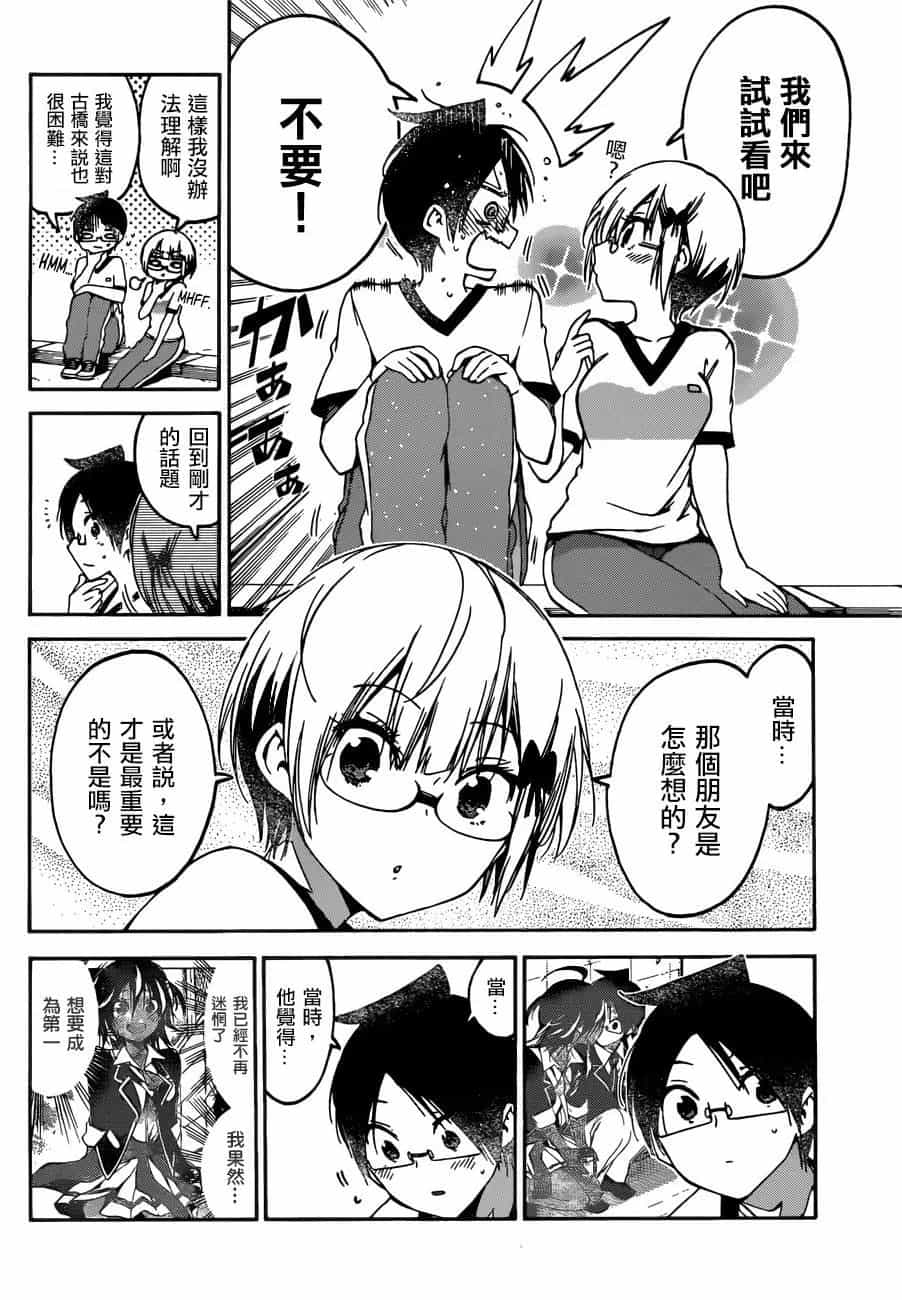 我們來
試試看吧
嗯?
不要!
かぁぁぁ
這樣我沒辦
法理解啊
我覺得這對
古橋來說也
很困難…
HMM...
MHFF.
回到剛才
的話題
當時…
那個朋友是
怎麼想的?
或者說,這
才是最重要
的不是嗎?
當…
當時,
他覺得…
我果然…
我已經不再
迷惘了
想要成
為第一